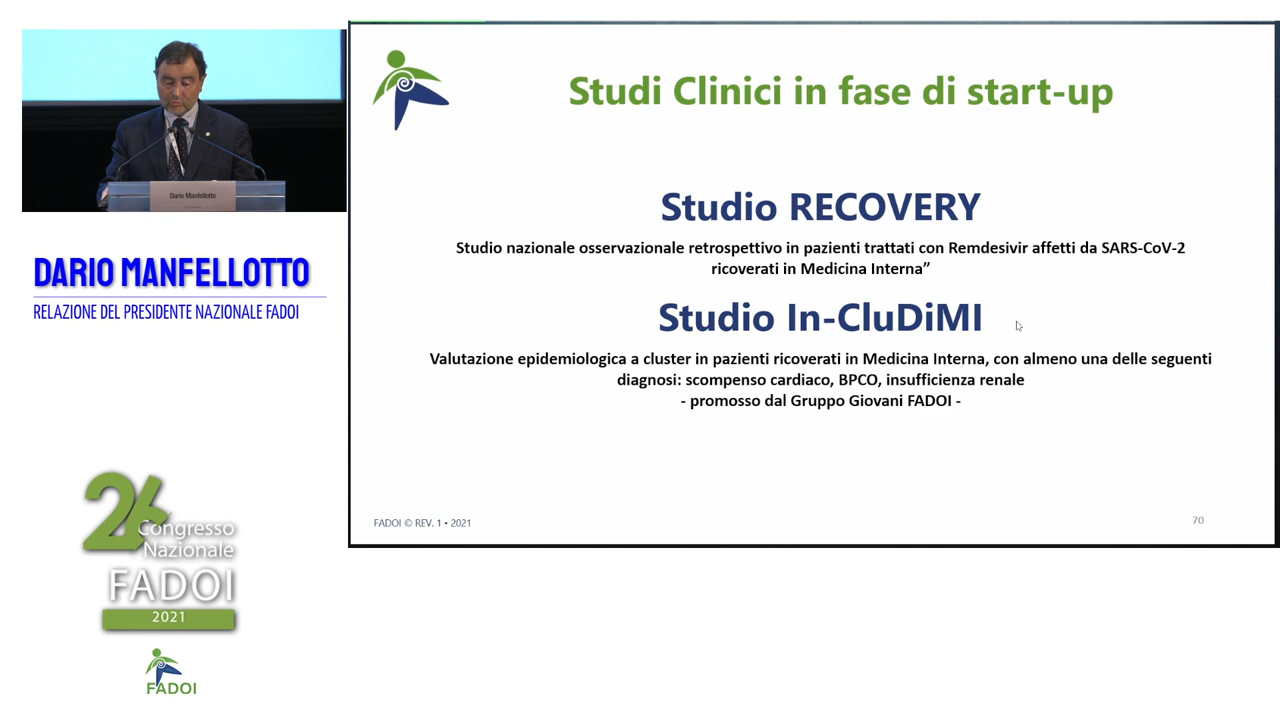 Dario Manfellotto
DARIO MANFELLOTTO
RELAZIONE DEL PRESIDENTE NAZIONALE FADOI
26
Congresso
Nazionale
FADOI
2021
FADOI
Studi Clinici in fase di start-up
Studio RECOVERY
Studio nazionale osservazionale retrospettivo in pazienti trattati con Remdesivir affetti da SARS-CoV-2
ricoverati in Medicina Interna”
Studio In-CluDiMI
Valutazione epidemiologica a cluster in pazienti ricoverati in Medicina Interna, con almeno una delle seguenti
diagnosi: scompenso cardiaco, BPCO, insufficienza renale
- promosso dal Gruppo Giovani FADOI -
FADOI © REV. 1 • 2021
70